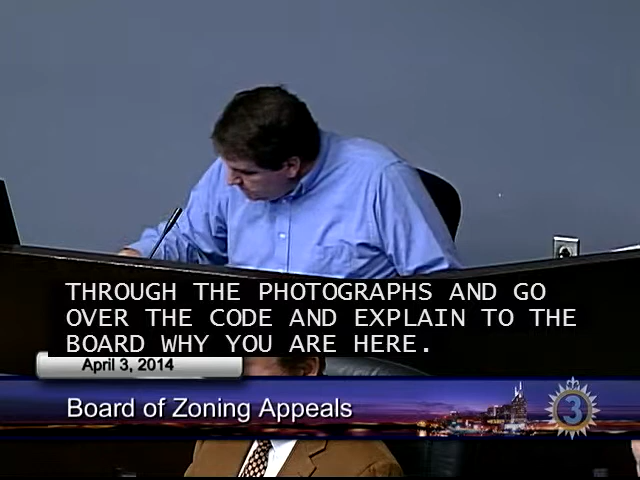 THROUGH THE PHOTOGRAPHS AND GO
OVER THE CODE AND EXPLAIN TO THE
BOARD WHY YOU ARE HERE.
April 3, 2014
Board of Zoning Appeals
3